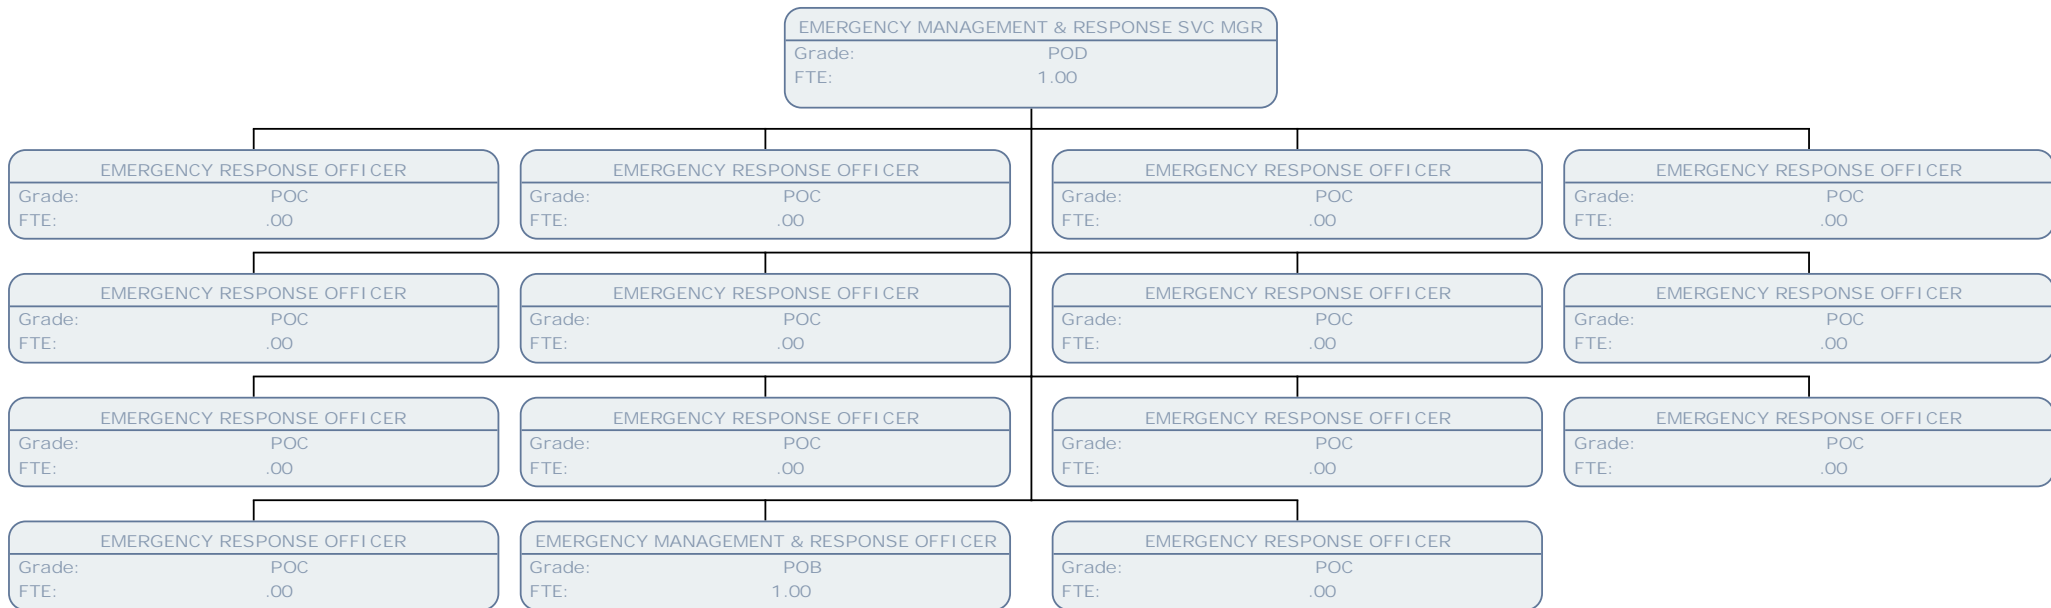 EMERGENCY MANAGEMENT & RESPONSE SVC MGR
Grade: POD
FTE: 1.00
EMERGENCY RESPONSE OFFICER
Grade: POC
FTE: .00
EMERGENCY RESPONSE OFFICER
Grade: POC
FTE: .00
EMERGENCY RESPONSE OFFICER
Grade: POC
FTE: .00
EMERGENCY RESPONSE OFFICER
Grade: POC
FTE: .00
EMERGENCY RESPONSE OFFICER
Grade: POC
FTE: .00
EMERGENCY RESPONSE OFFICER
Grade: POC
FTE: .00
EMERGENCY RESPONSE OFFICER
Grade: POC
FTE: .00
EMERGENCY RESPONSE OFFICER
Grade: POC
FTE: .00
EMERGENCY RESPONSE OFFICER
Grade: POC
FTE: .00
EMERGENCY RESPONSE OFFICER
Grade: POC
FTE: .00
EMERGENCY RESPONSE OFFICER
Grade: POC
FTE: .00
EMERGENCY RESPONSE OFFICER
Grade: POC
FTE: .00
EMERGENCY RESPONSE OFFICER
Grade: POC
FTE: .00
EMERGENCY MANAGEMENT & RESPONSE OFFICER
Grade: POB
FTE: 1.00
EMERGENCY RESPONSE OFFICER
Grade: POC
FTE: .00